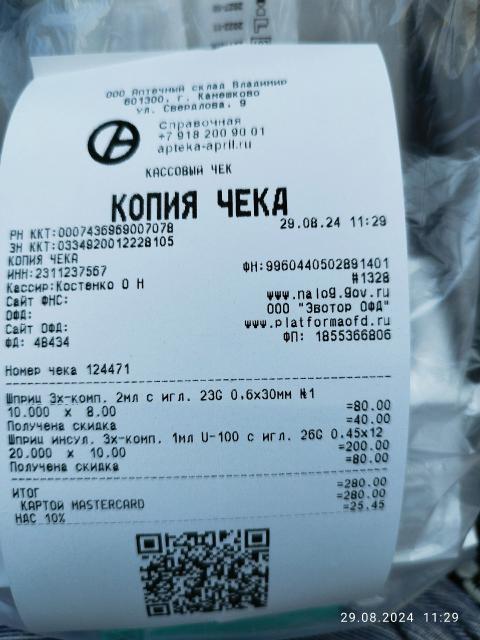 ООО Аптечный склад Владимир
601300, г. Камешково
ул. Свердлова, 9
Справочная
+7 918 200 90 01
apteka-april.ru
КАССОВЫЙ ЧЕК
КОПИЯ ЧЕКА
РН ККТ:0007436969007078 29.08.24 11:29
ЗН ККТ:0334920012228105
КОПИЯ ЧЕКА
ИНН:2311237567 ФН:9960440502891401
Кассир:Костенко О Н #1328
Сайт ФНС: www.nalog.gov.ru
ОФД: ООО "Эвотор ОФД"
Сайт ОФД: www.platformaofd.ru
ФД: 48434 ФП: 1855366806
Номер чека 124471
Шприц 3х-комп. 2мл с игл. 23G 0,6х30мм №1
10.000 х 8.00 =80.00
Получена скидка =40.00
Шприц инсул. 3х-комп. 1мл U-100 с игл. 26G 0.45х12
20.000 х 10.00 =200.00
Получена скидка =80.00
ИТОГ =280.00
КАРТОЙ MASTERCARD =280.00
НДС 10% =25.45
29.08.2024 11:29